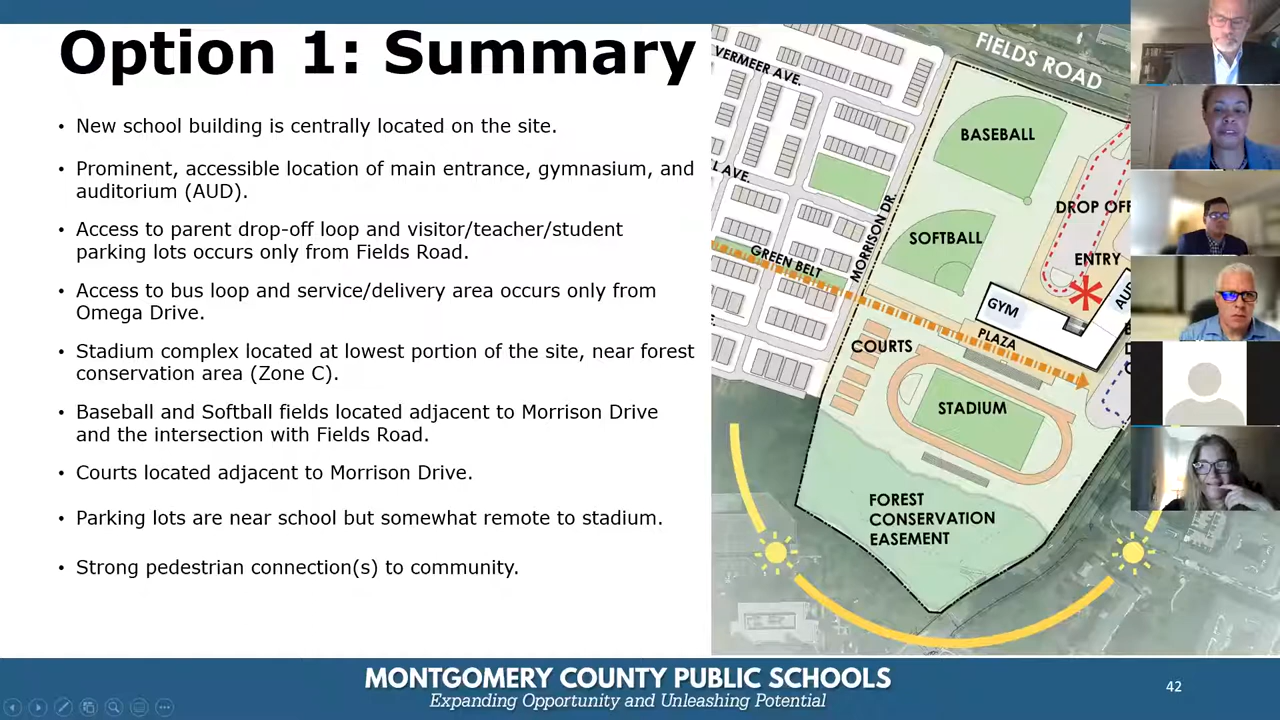 Option 1: Summary
• New school building is centrally located on the site.
• Prominent, accessible location of main entrance, gymnasium, and
auditorium (AUD).
• Access to parent drop-off loop and visitor/teacher/student
parking lots occurs only from Fields Road.
• Access to bus loop and service/delivery area occurs only from
Omega Drive.
• Stadium complex located at lowest portion of the site, near forest
conservation area (Zone C).
• Baseball and Softball fields located adjacent to Morrison Drive
and the intersection with Fields Road.
• Courts located adjacent to Morrison Drive.
• Parking lots are near school but somewhat remote to stadium.
• Strong pedestrian connection(s) to community.
FIELDS ROAD
VERMEER AVE.
BASEBALL
L AVE.
DROP OFF
MORRISON DR.
SOFTBALL
GREEN BELT
ENTRY
GYM
AUD
PLAZA
COURTS
STADIUM
FOREST
CONSERVATION
EASEMENT
MONTGOMERY COUNTY PUBLIC SCHOOLS
Expanding Opportunity and Unleashing Potential
42